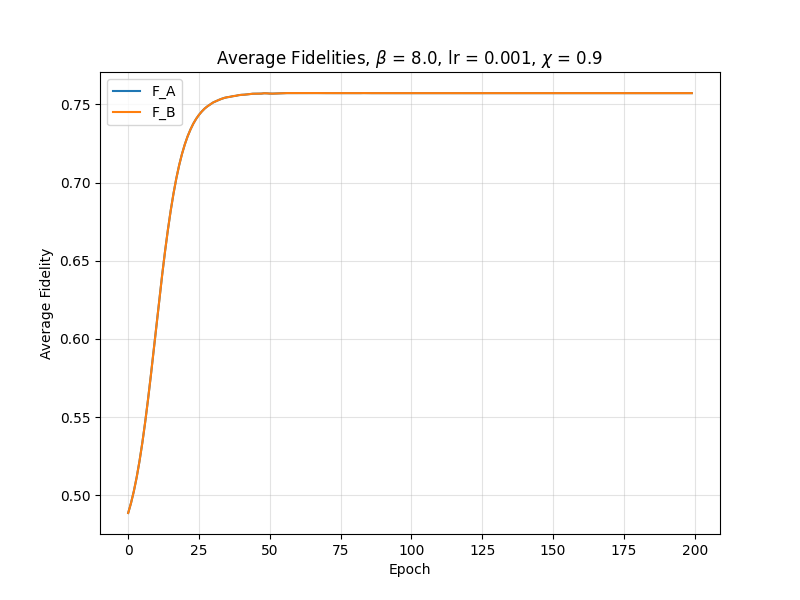 Average Fidelities, β = 8.0, lr = 0.001, χ = 0.9
F_A
F_B
Average Fidelity
0.75
0.70
0.65
0.60
0.55
0.50
0 25 50 75 100 125 150 175 200
Epoch